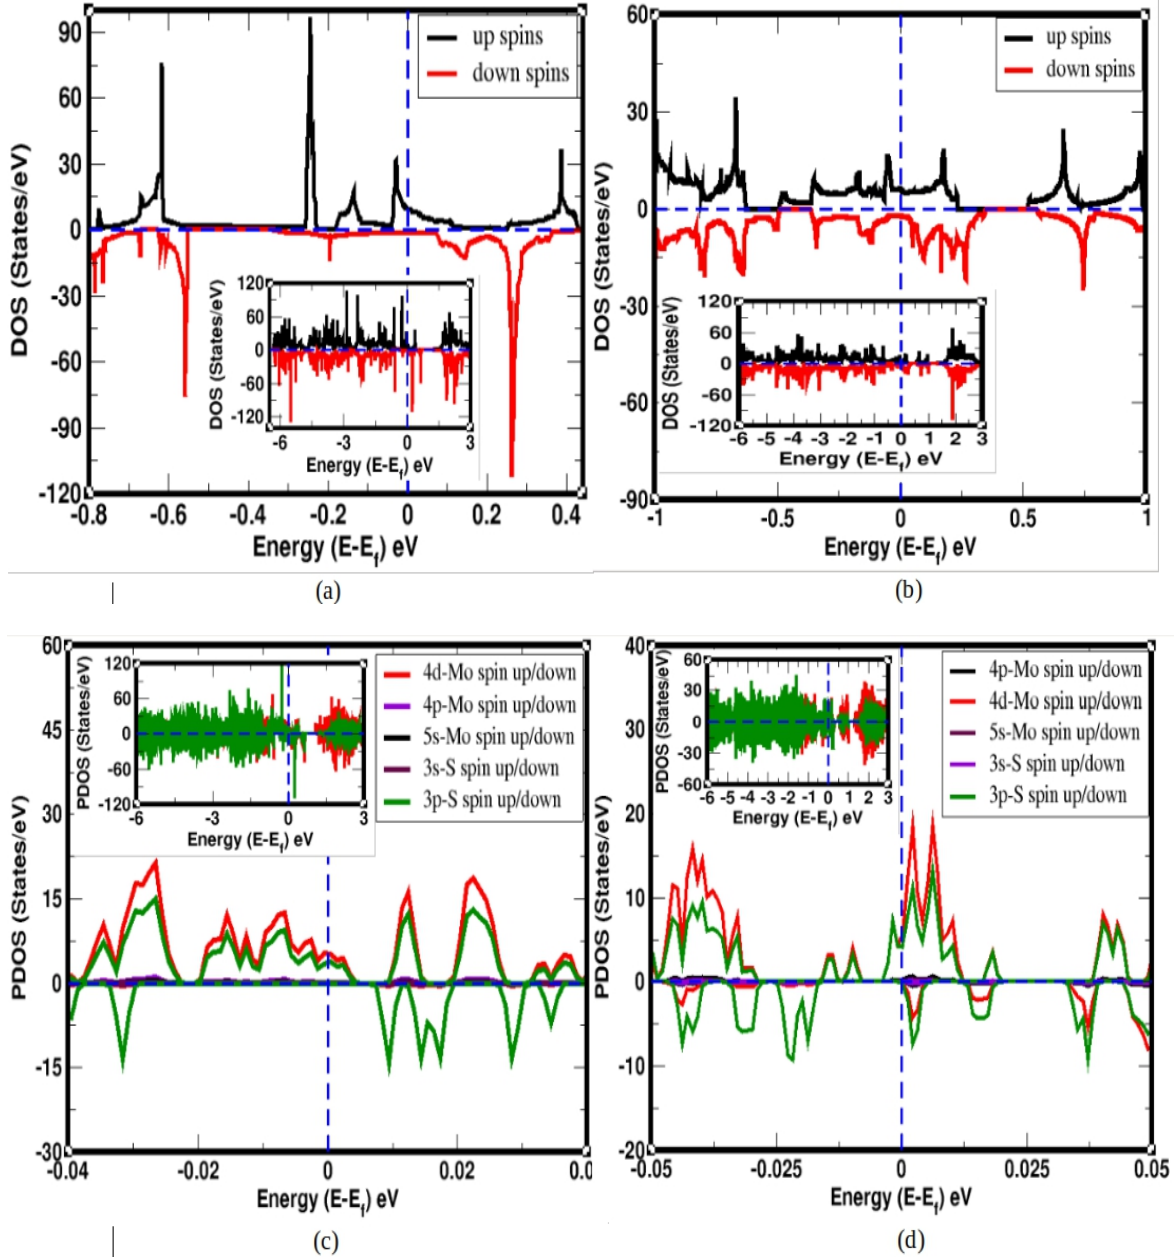 up spins
down spins
DOS (States/eV)
90
60
30
0
-30
-60
-90
-120
-0.8
-0.6
-0.4
-0.2
0
0.2
0.4
Energy (E-Ef) eV
DOS (States/eV)
120
60
0
-60
-120
-6
-3
0
3
Energy (E-Ef) eV
(a)
up spins
down spins
DOS (States/eV)
60
30
0
-30
-60
-90
-1
-0.5
0
0.5
1
Energy (E-Ef) eV
DOS (States/eV)
120
60
0
-60
-120
-6
-5
-4
-3
-2
-1
0
1
2
3
Energy (E-Ef) eV
(b)
4d-Mo spin up/down
4p-Mo spin up/down
5s-Mo spin up/down
3s-S spin up/down
3p-S spin up/down
PDOS (States/eV)
60
45
30
15
0
-15
-30
-0.04
-0.02
0
0.02
0.0
Energy (E-Ef) eV
PDOS (States/eV)
120
60
0
-60
-120
-6
-3
0
3
Energy (E-Ef) eV
(c)
4p-Mo spin up/down
4d-Mo spin up/down
5s-Mo spin up/down
3s-S spin up/down
3p-S spin up/down
PDOS (States/eV)
40
30
20
10
0
-10
-20
-0.05
-0.025
0
0.025
0.05
Energy (E-Ef) eV
PDOS (States/eV)
60
30
0
-30
-60
-6
-5
-4
-3
-2
-1
0
1
2
3
Energy (E-Ef) eV
(d)